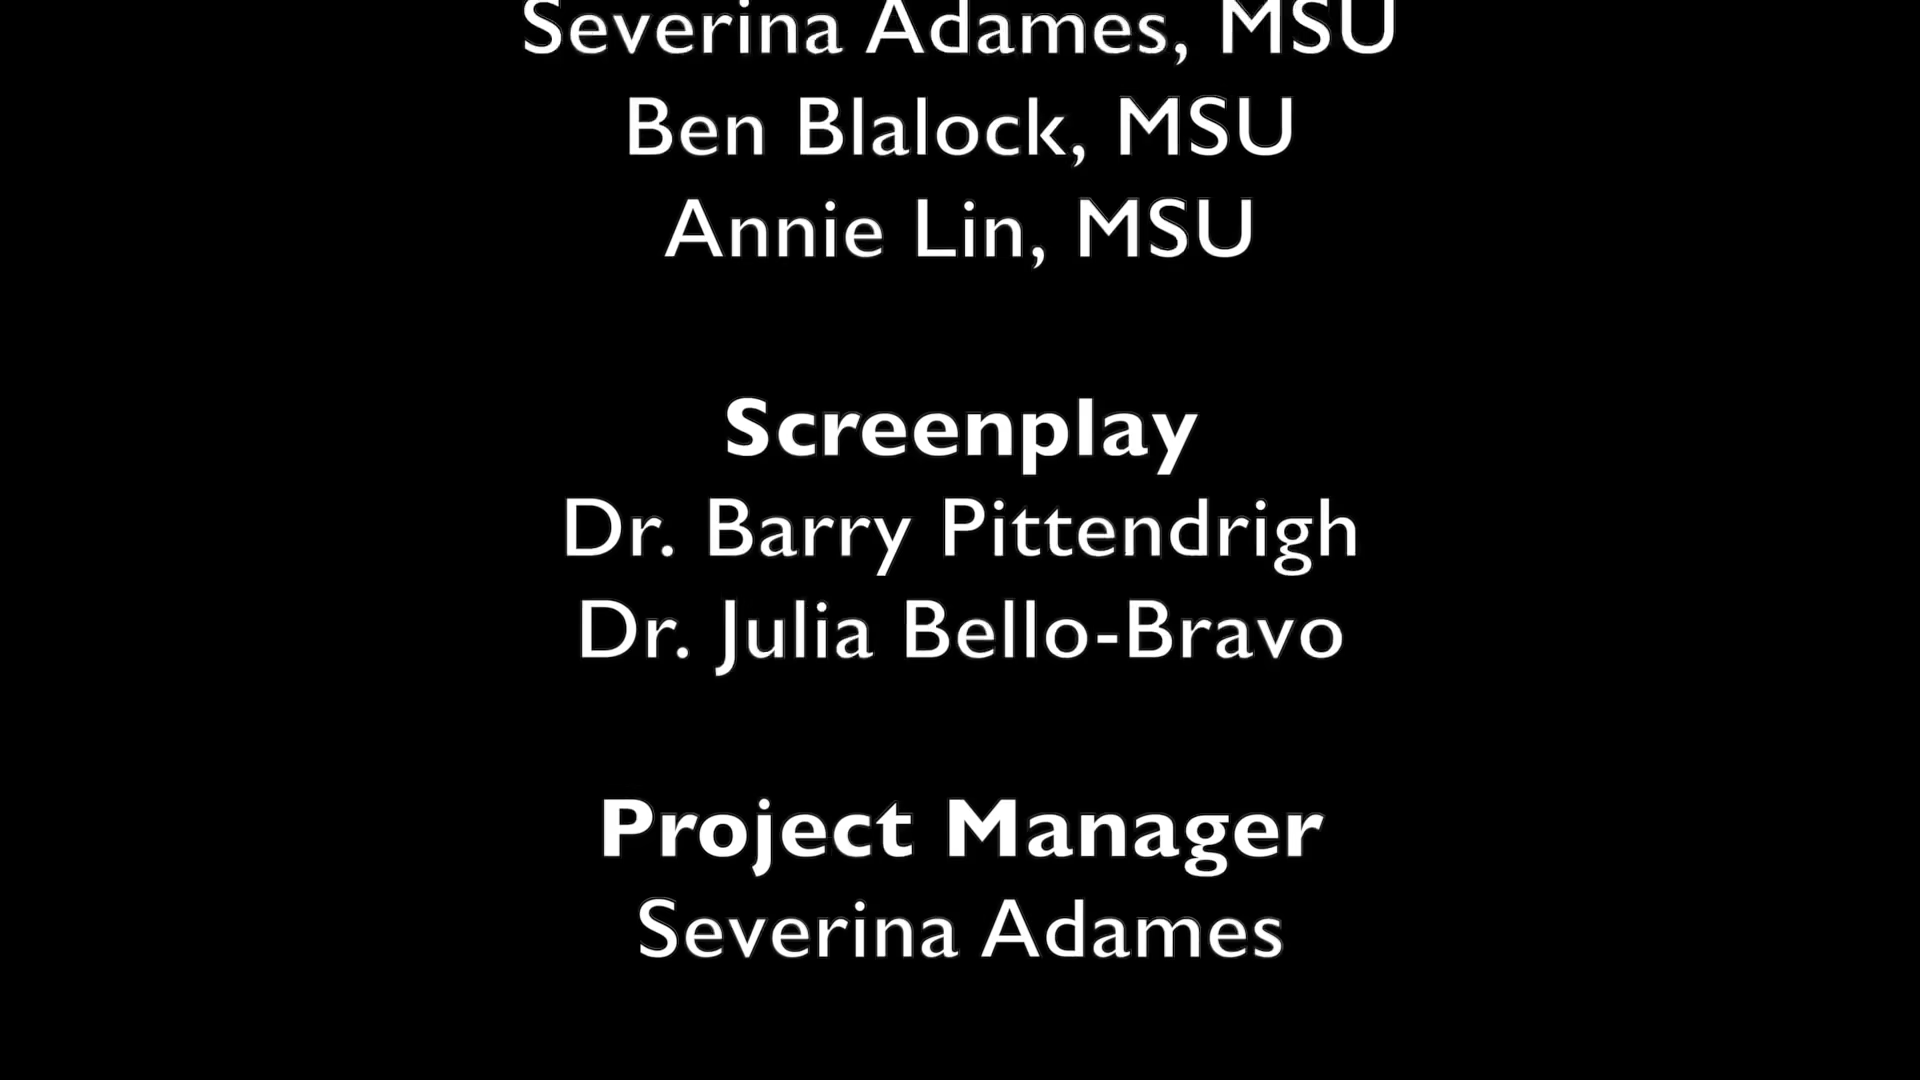 Severina Adames, MSU
Ben Blalock, MSU
Annie Lin, MSU
Screenplay
Dr. Barry Pittendrigh
Dr. Julia Bello-Bravo
Project Manager
Severina Adames